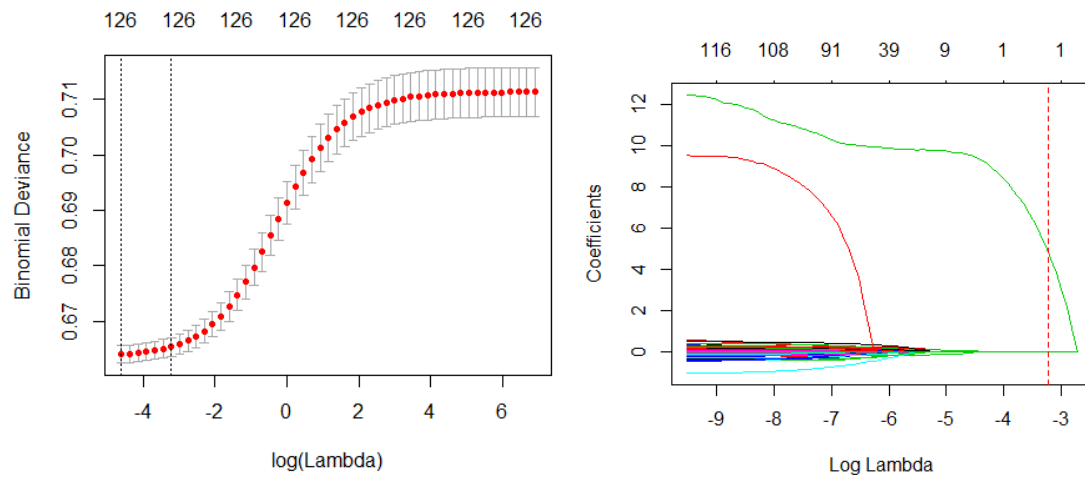 126 126 126 126 126 126 126 126
Binomial Deviance
0.71
0.70
0.69
0.68
0.67
-4 -2 0 2 4 6
log(Lambda)
116 108 91 39 9 1 1
Coefficients
12
10
8
6
4
2
0
-9 -8 -7 -6 -5 -4 -3
Log Lambda